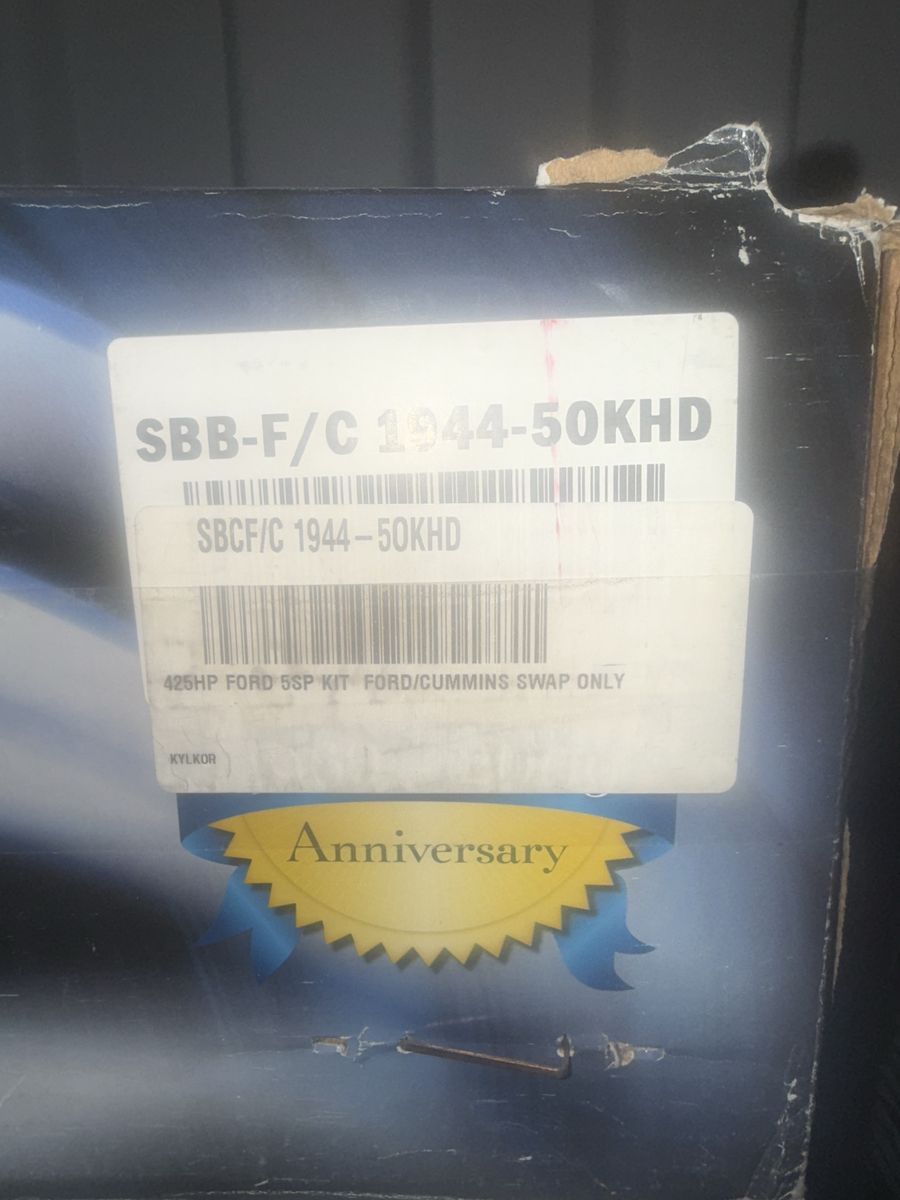 SBB-F/C 1944-50KHD
SBCF/C 1944-50KHD
425HP FORD 5SP KIT FORD/CUMMINS SWAP ONLY
KYLKOR
Anniversary